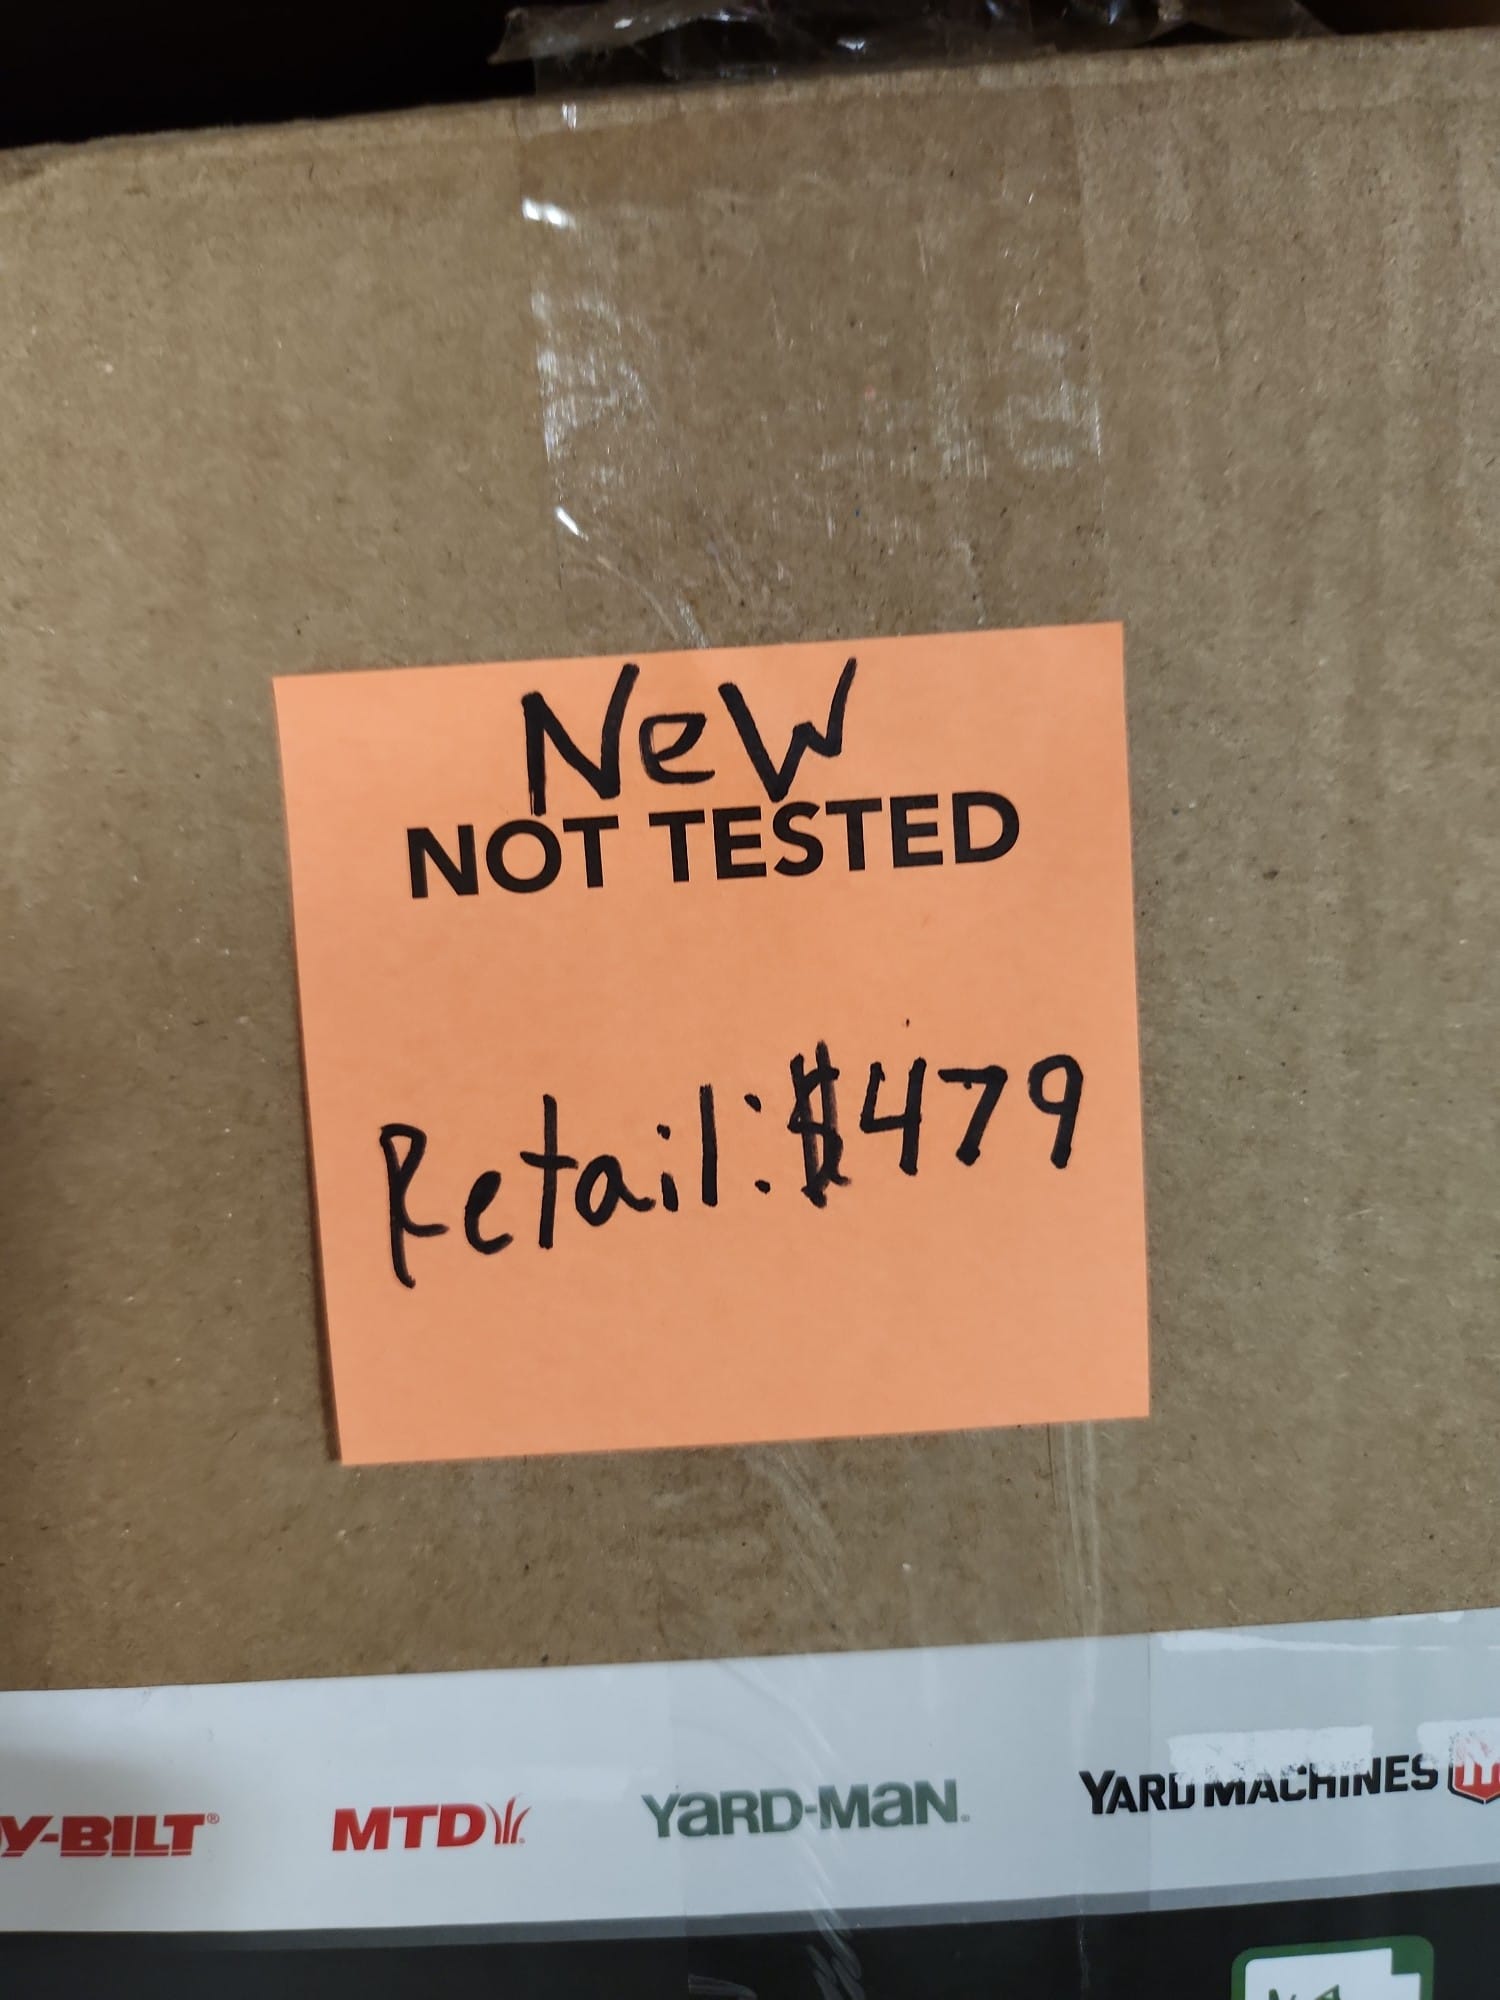 New
NOT TESTED
Retail: $479
Y-BILT® MTD YARD-MAN. YARD MACHINES